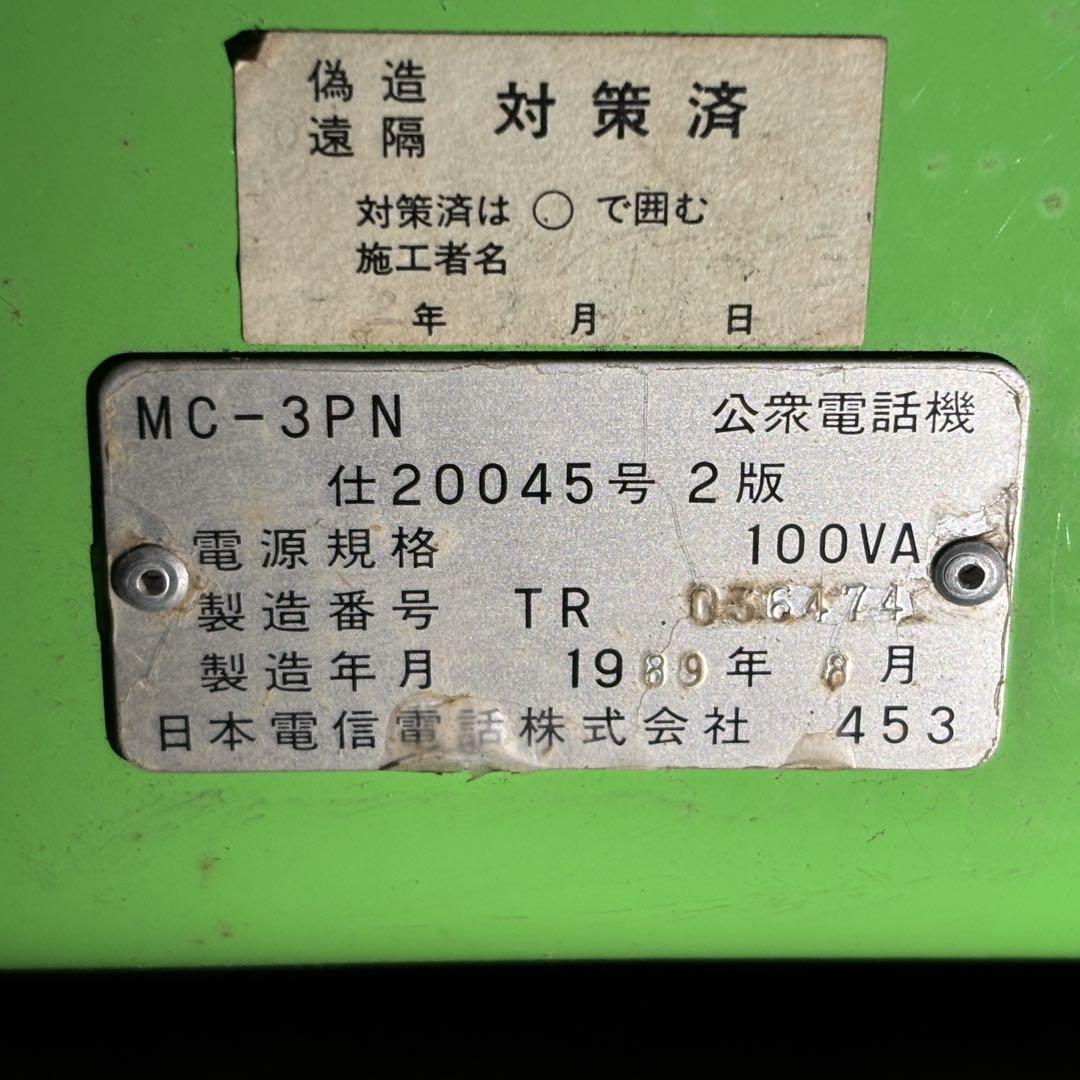 偽造 対策済
遠隔
対策済は ○ で囲む
施工者名
年 月 日
MC-3PN 公衆電話機
仕20045号 2版
電源規格 100VA
製造番号 TR 036474
製造年月 1989年 8月
日本電信電話株式会社 453